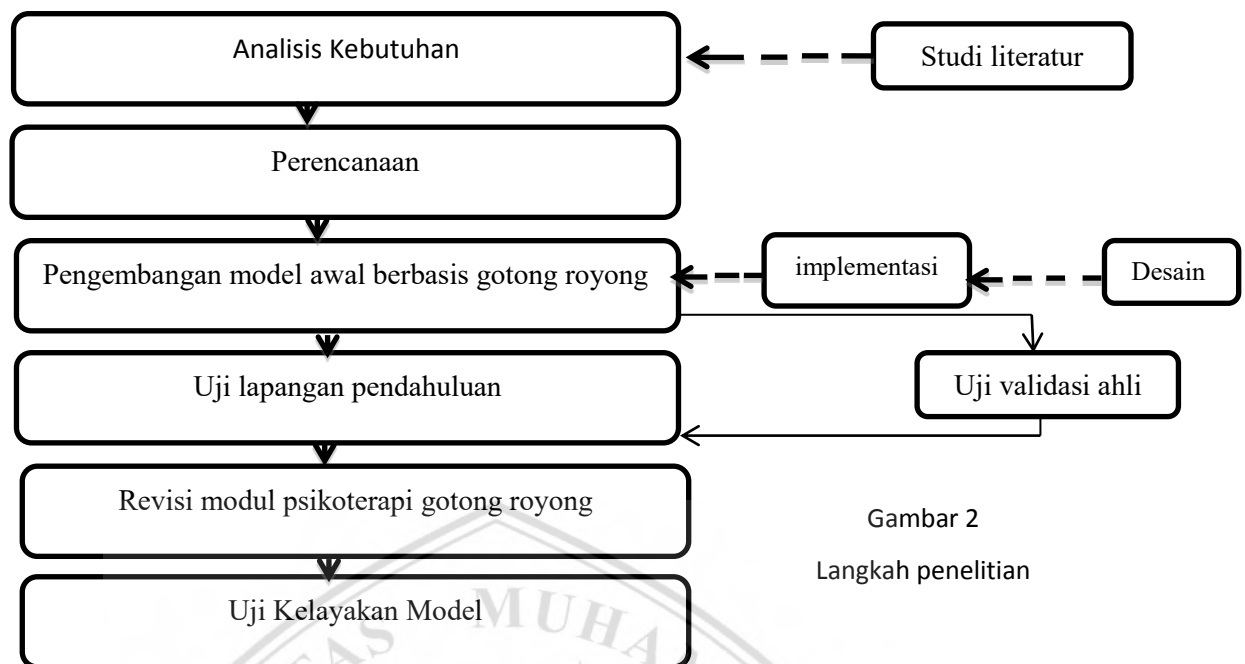 Analisis Kebutuhan
Studi literatur
Perencanaan
Pengembangan model awal berbasis gotong royong
implementasi
Desain
Uji lapangan pendahuluan
Uji validasi ahli
Revisi modul psikoterapi gotong royong
Gambar 2
Langkah penelitian
Uji Kelayakan Model